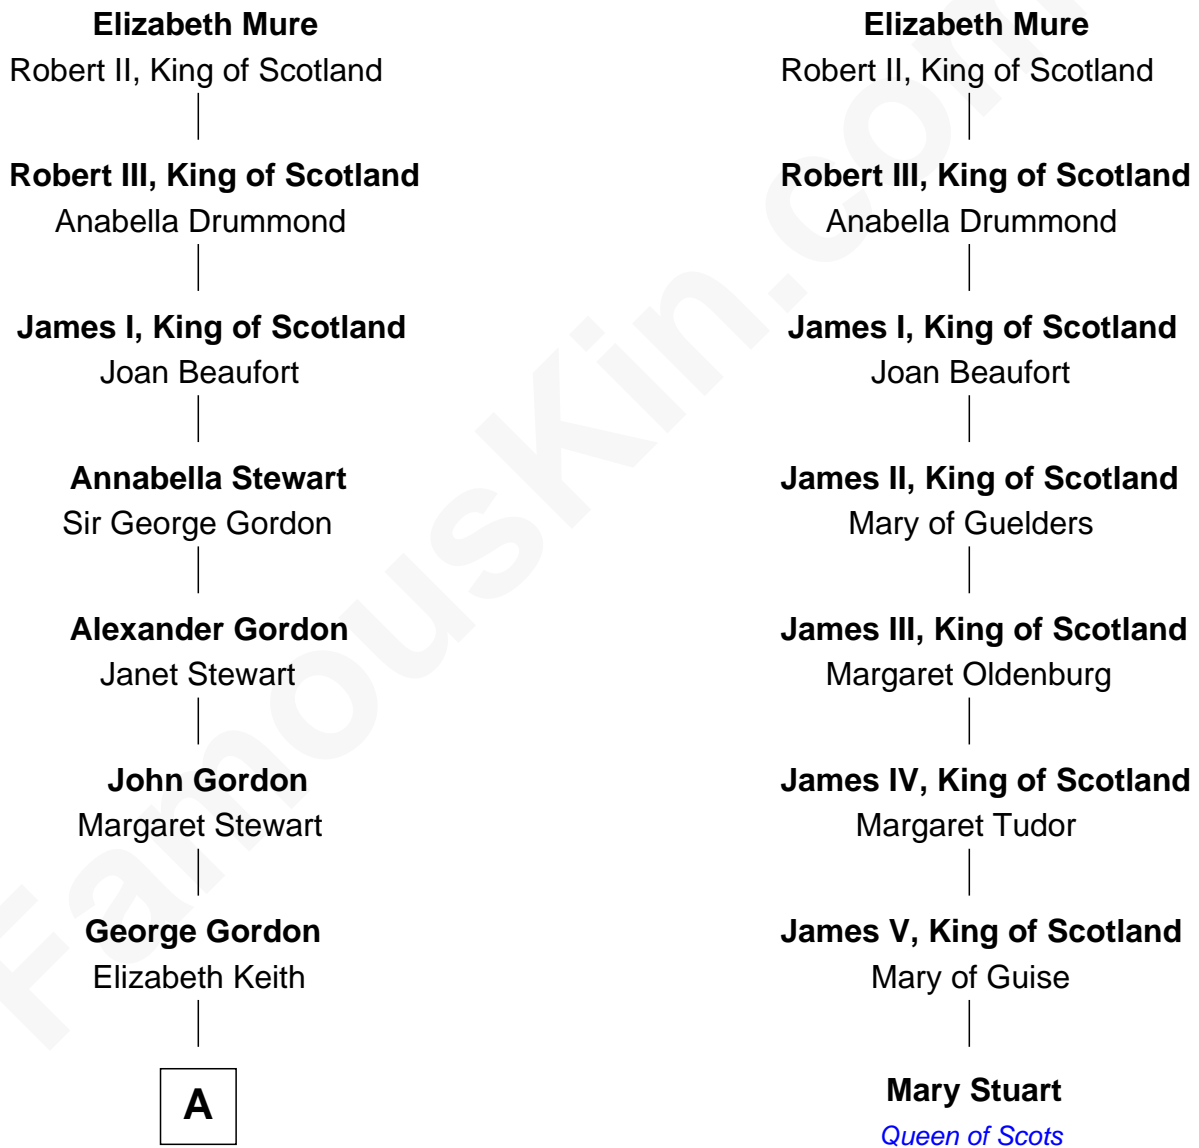 Elizabeth Mure
Robert II, King of Scotland
Robert III, King of Scotland
Anabella Drummond
James I, King of Scotland
Joan Beaufort
Annabella Stewart
Sir George Gordon
Alexander Gordon
Janet Stewart
John Gordon
Margaret Stewart
George Gordon
Elizabeth Keith
A
Elizabeth Mure
Robert II, King of Scotland
Robert III, King of Scotland
Anabella Drummond
James I, King of Scotland
Joan Beaufort
James II, King of Scotland
Mary of Guelders
James III, King of Scotland
Margaret Oldenburg
James IV, King of Scotland
Margaret Tudor
James V, King of Scotland
Mary of Guise
Mary Stuart
Queen of Scots
FamousKin.com